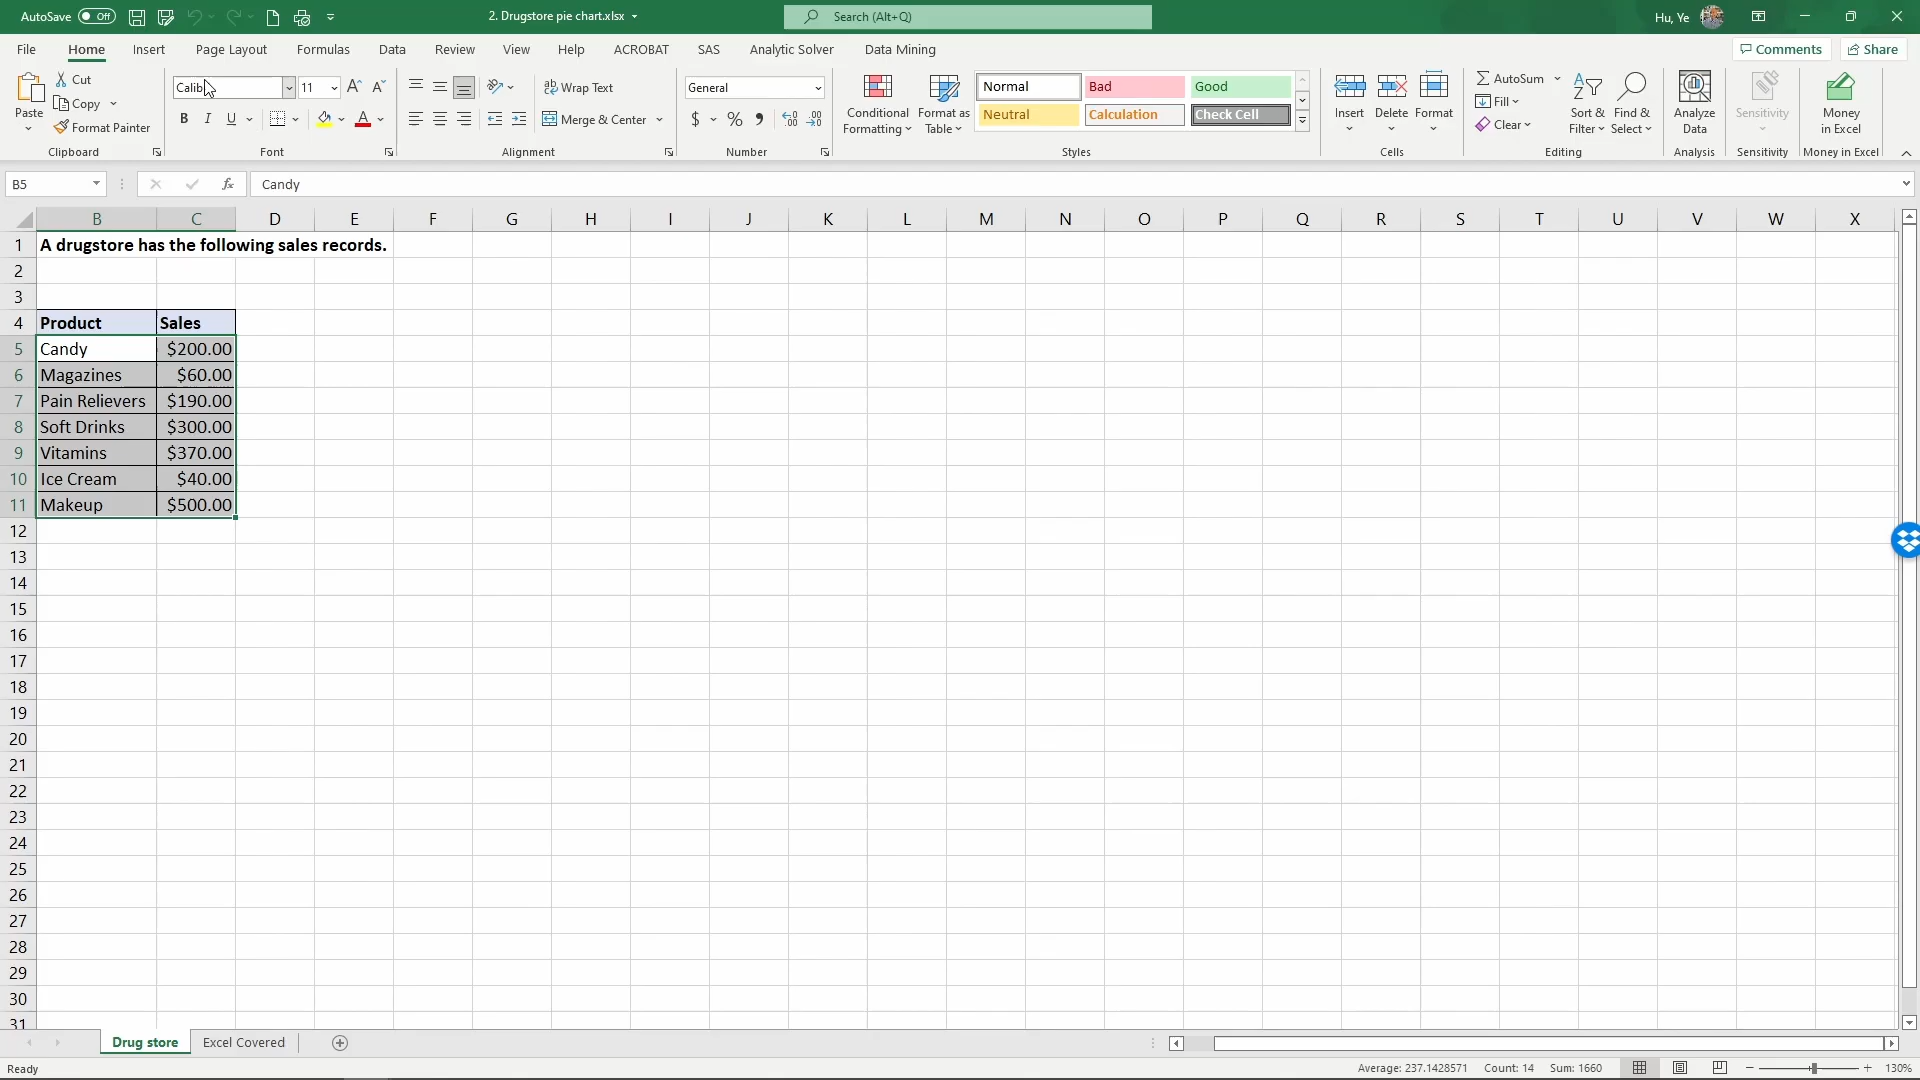 AutoSave Off 2. Drugstore pie chart.xlsx Search (Alt+Q) Hu, Ye
File Home Insert Page Layout Formulas Data Review View Help ACROBAT SAS Analytic Solver Data Mining Comments Share
Paste
Cut
Copy
Format Painter
Clipboard
11
B I U
Font
Wrap Text
Merge & Center
Alignment
General
$ % 9
Number
Conditional
Formatting
Format as
Table
Normal Bad Good
Neutral Calculation Check Cell
Styles
Insert Delete Format
Cells
AutoSum
Fill
Clear
Sort &
Filter
Find &
Select
Editing
Analyze
Data
Analysis
Sensitivity
Sensitivity
Money
in Excel
Money in Excel
B5 fx Candy
B C D E F G H I J K L M N O P Q R S T U V W X
1 A drugstore has the following sales records.
2
3
4 Product Sales
5 Candy $200.00
6 Magazines $60.00
7 Pain Relievers $190.00
8 Soft Drinks $300.00
9 Vitamins $370.00
10 Ice Cream $40.00
11 Makeup $500.00
12
13
14
15
16
17
18
19
20
21
22
23
24
25
26
27
28
29
30
31
Drug store Excel Covered
Ready Average: 237.1428571 Count: 14 Sum: 1660 130%